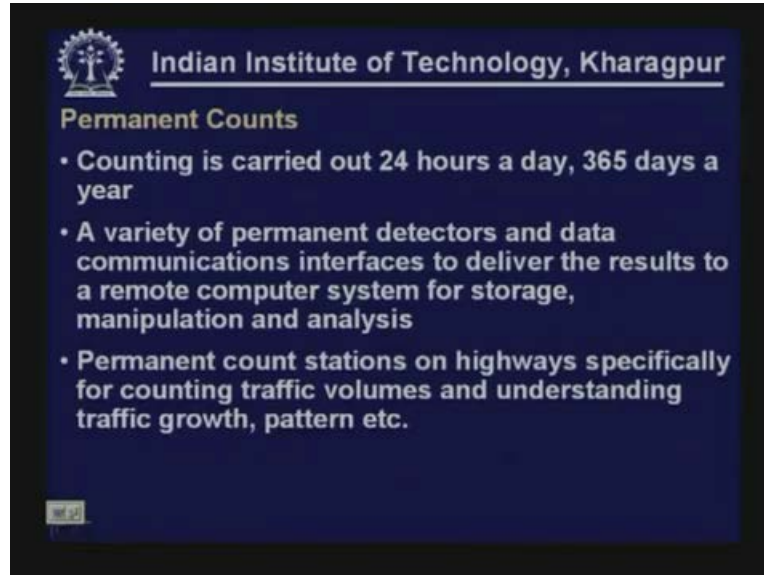 Indian Institute of Technology, Kharagpur
Permanent Counts
• Counting is carried out 24 hours a day, 365 days a
year
• A variety of permanent detectors and data
communications interfaces to deliver the results to
a remote computer system for storage,
manipulation and analysis
• Permanent count stations on highways specifically
for counting traffic volumes and understanding
traffic growth, pattern etc.